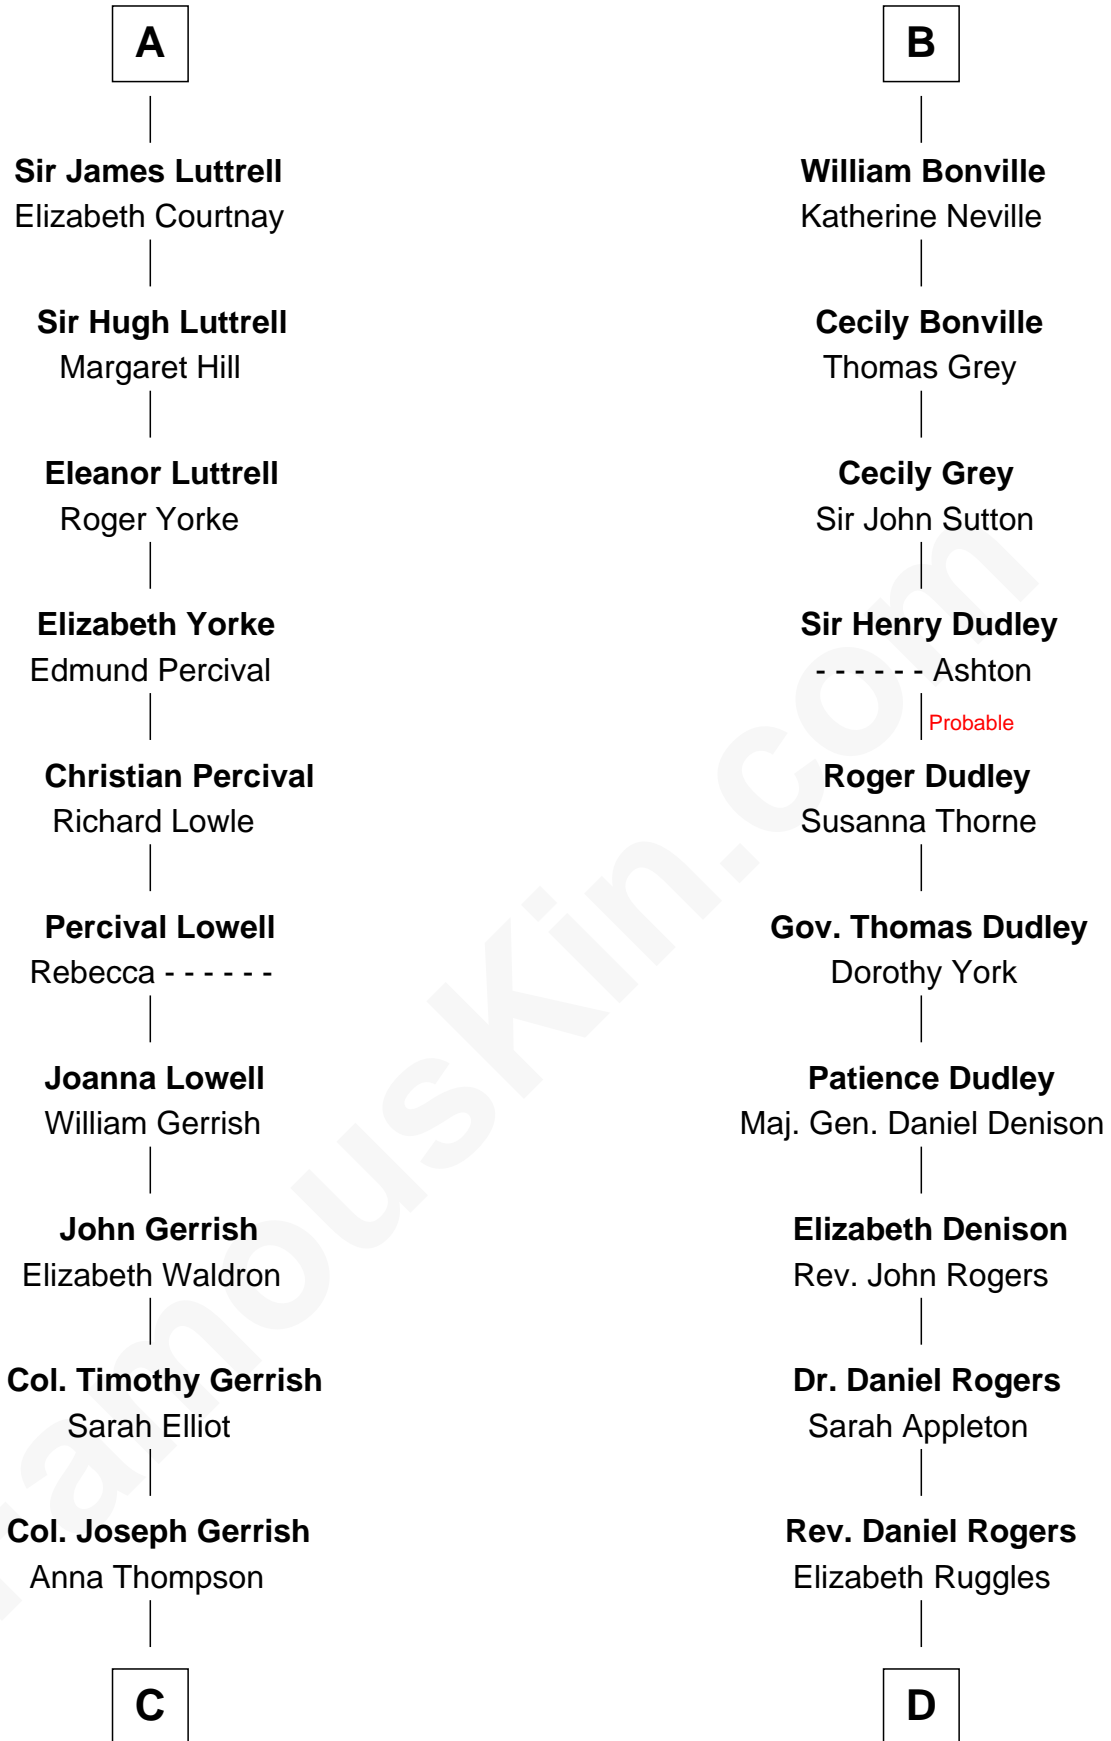 A
Sir James Luttrell
Elizabeth Courtnay
Sir Hugh Luttrell
Margaret Hill
Eleanor Luttrell
Roger Yorke
Elizabeth Yorke
Edmund Percival
Christian Percival
Richard Lowle
Percival Lowell
Rebecca - - - - - -
Joanna Lowell
William Gerrish
John Gerrish
Elizabeth Waldron
Col. Timothy Gerrish
Sarah Elliot
Col. Joseph Gerrish
Anna Thompson
C
B
William Bonville
Katherine Neville
Cecily Bonville
Thomas Grey
Cecily Grey
Sir John Sutton
Sir Henry Dudley
- - - - - - Ashton
Probable
Roger Dudley
Susanna Thorne
Gov. Thomas Dudley
Dorothy York
Patience Dudley
Maj. Gen. Daniel Denison
Elizabeth Denison
Rev. John Rogers
Dr. Daniel Rogers
Sarah Appleton
Rev. Daniel Rogers
Elizabeth Ruggles
D
FamousKin.com